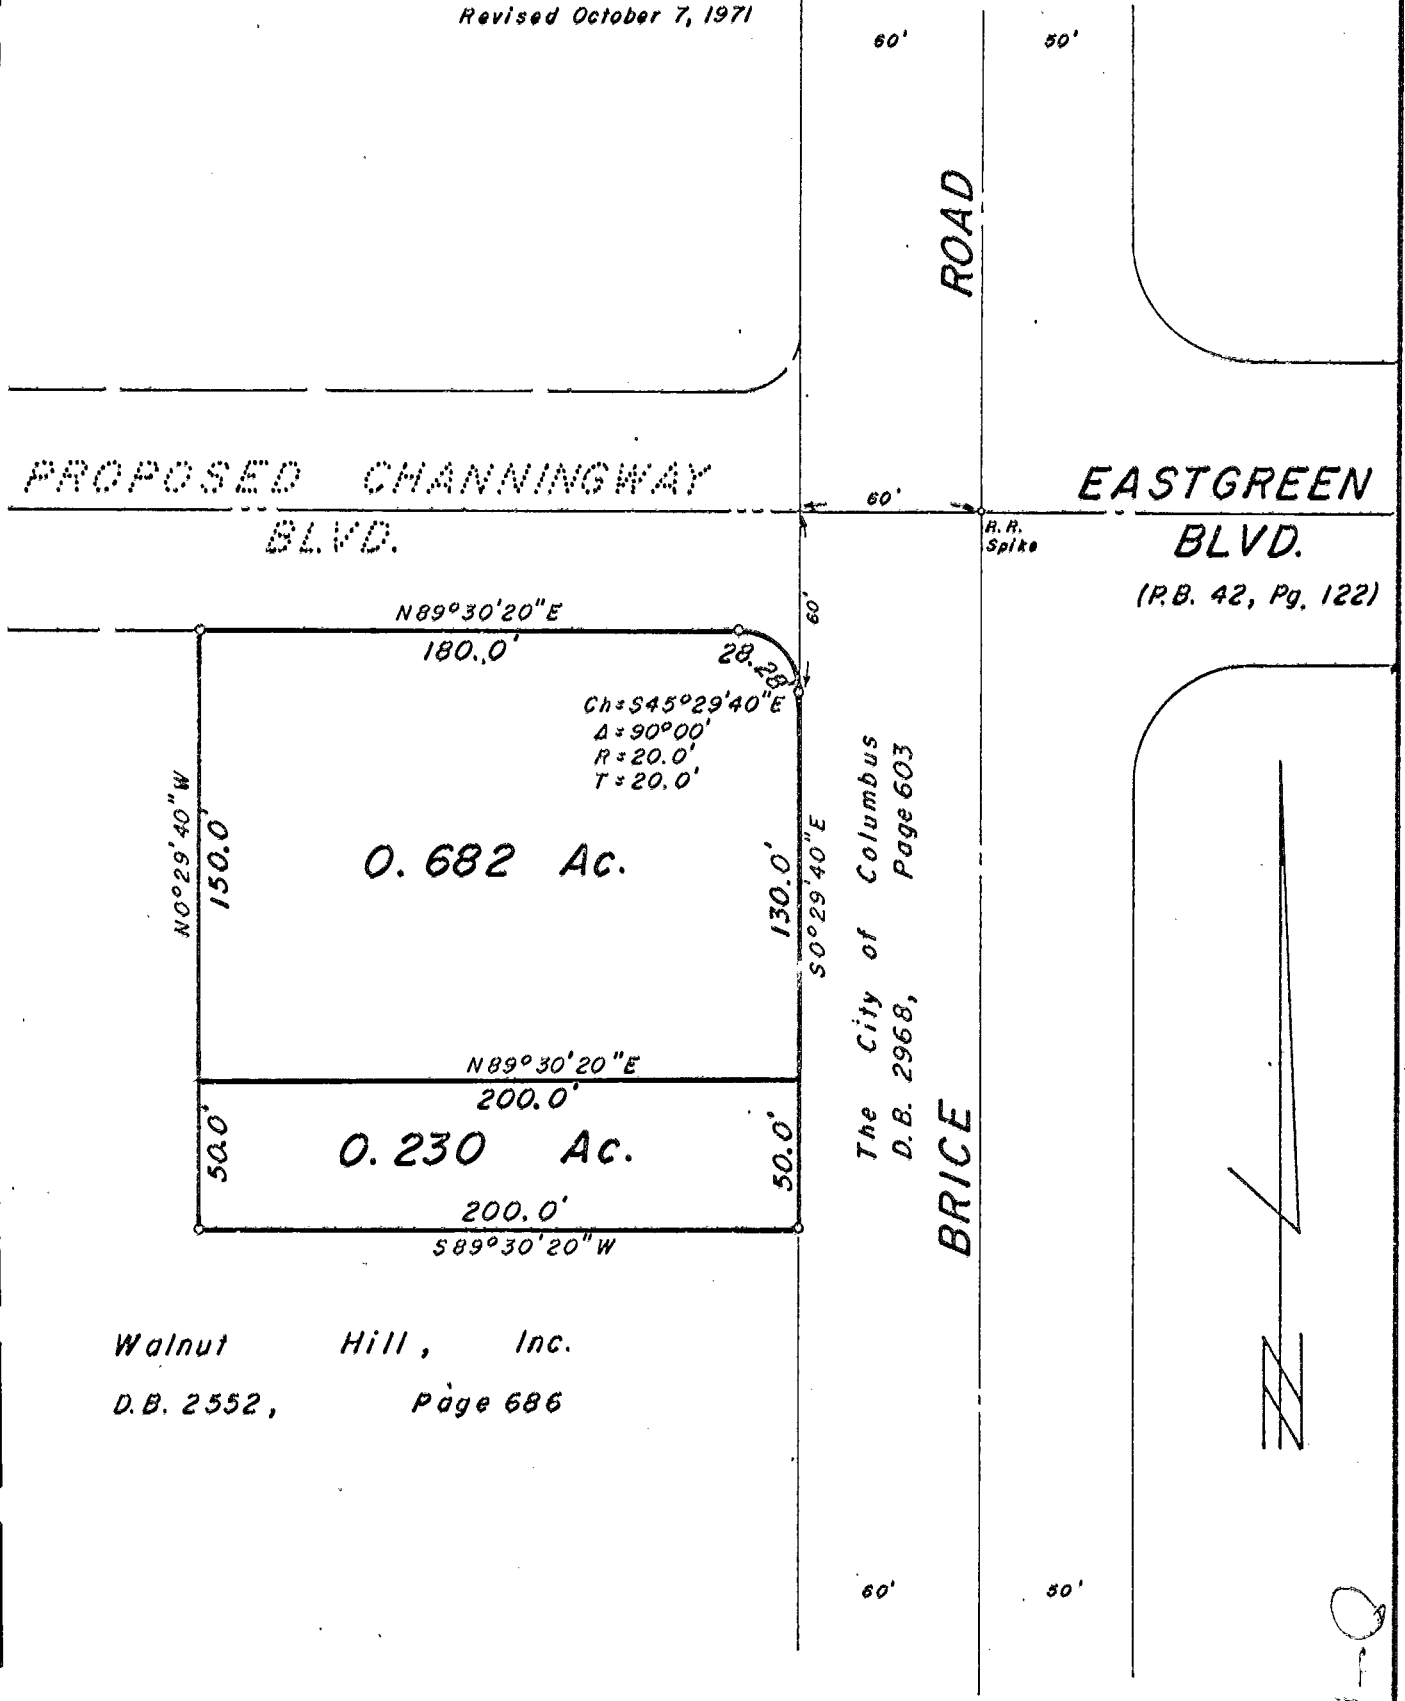 Revised October 7, 1971
60'
50'
ROAD
PROPOSED CHANNINGWAY
BLVD.
60'
EASTGREEN
BLVD.
R.R.
Spike
(P.B. 42, Pg. 122)
60'
N89°30'20"E
180.0'
28.28'
Ch=S45°29'40"E
Δ=90°00'
R=20.0'
T=20.0'
N0°29'40"W
150.0'
0.682 Ac.
130.0'
S0°29'40"E
The City of Columbus
D.B. 2968, Page 603
N89°30'20"E
200.0'
50.0'
0.230 Ac.
50.0'
200.0'
S89°30'20"W
BRICE
Walnut Hill, Inc.
D.B. 2552, Page 686
N
60'
50'